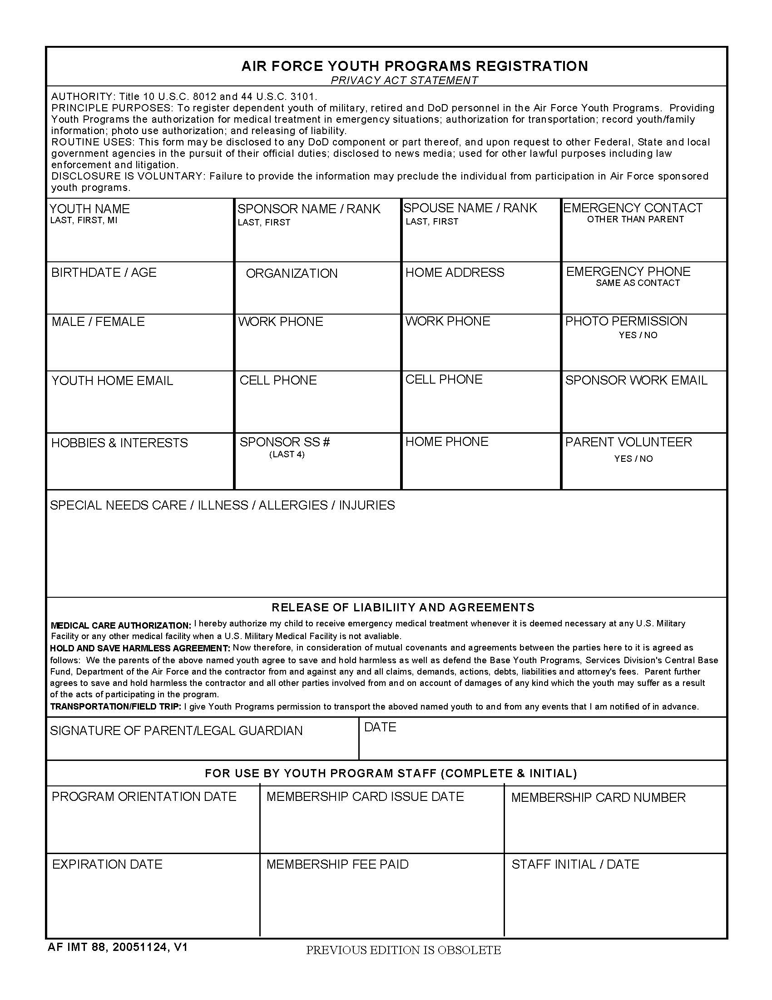 AIR FORCE YOUTH PROGRAMS REGISTRATION
PRIVACY ACT STATEMENT
AUTHORITY: Title 10 U.S.C. 8012 and 44 U.S.C. 3101.
PRINCIPLE PURPOSES: To register dependent youth of military, retired and DoD personnel in the Air Force Youth Programs. Providing
Youth Programs the authorization for medical treatment in emergency situations; authorization for transportation; record youth/family
information; photo use authorization; and releasing of liability.
ROUTINE USES: This form may be disclosed to any DoD component or part thereof, and upon request to other Federal, State and local
government agencies in the pursuit of their official duties; disclosed to news media; used for other lawful purposes including law
enforcement and litigation.
DISCLOSURE IS VOLUNTARY: Failure to provide the information may preclude the individual from participation in Air Force sponsored
youth programs.
YOUTH NAME
LAST, FIRST, MI
SPONSOR NAME / RANK
LAST, FIRST
SPOUSE NAME / RANK
LAST, FIRST
EMERGENCY CONTACT
OTHER THAN PARENT
BIRTHDATE / AGE
ORGANIZATION
HOME ADDRESS
EMERGENCY PHONE
SAME AS CONTACT
MALE / FEMALE
WORK PHONE
WORK PHONE
PHOTO PERMISSION
YES / NO
YOUTH HOME EMAIL
CELL PHONE
CELL PHONE
SPONSOR WORK EMAIL
HOBBIES & INTERESTS
SPONSOR SS #
(LAST 4)
HOME PHONE
PARENT VOLUNTEER
YES / NO
SPECIAL NEEDS CARE / ILLNESS / ALLERGIES / INJURIES
RELEASE OF LIABILIITY AND AGREEMENTS
MEDICAL CARE AUTHORIZATION: I hereby authorize my child to receive emergency medical treatment whenever it is deemed necessary at any U.S. Military
Facility or any other medical facility when a U.S. Military Medical Facility is not avaliable.
HOLD AND SAVE HARMLESS AGREEMENT: Now therefore, in consideration of mutual covenants and agreements between the parties here to it is agreed as
follows: We the parents of the above named youth agree to save and hold harmless as well as defend the Base Youth Programs, Services Division's Central Base
Fund, Department of the Air Force and the contractor from and against any and all claims, demands, actions, debts, liabilities and attorney's fees. Parent further
agrees to save and hold harmless the contractor and all other parties involved from and on account of damages of any kind which the youth may suffer as a result
of the acts of participating in the program.
TRANSPORTATION/FIELD TRIP: I give Youth Programs permission to transport the aboved named youth to and from any events that I am notified of in advance.
SIGNATURE OF PARENT/LEGAL GUARDIAN
DATE
FOR USE BY YOUTH PROGRAM STAFF (COMPLETE & INITIAL)
PROGRAM ORIENTATION DATE
MEMBERSHIP CARD ISSUE DATE
MEMBERSHIP CARD NUMBER
EXPIRATION DATE
MEMBERSHIP FEE PAID
STAFF INITIAL / DATE
AF IMT 88, 20051124, V1
PREVIOUS EDITION IS OBSOLETE